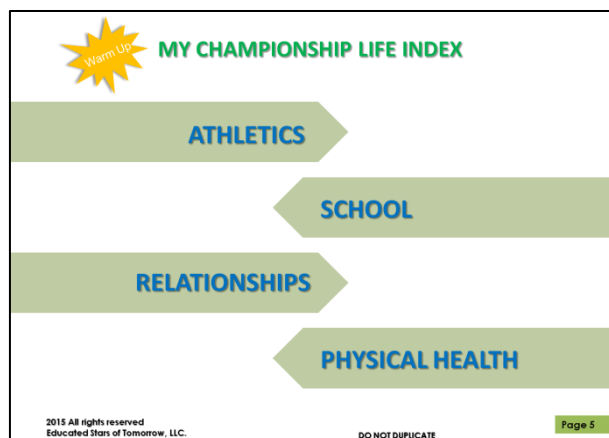 Warm Up
MY CHAMPIONSHIP LIFE INDEX
ATHLETICS
SCHOOL
RELATIONSHIPS
PHYSICAL HEALTH
2015 All rights reserved
Educated Stars of Tomorrow, LLC.
DO NOT DUPLICATE
Page 5